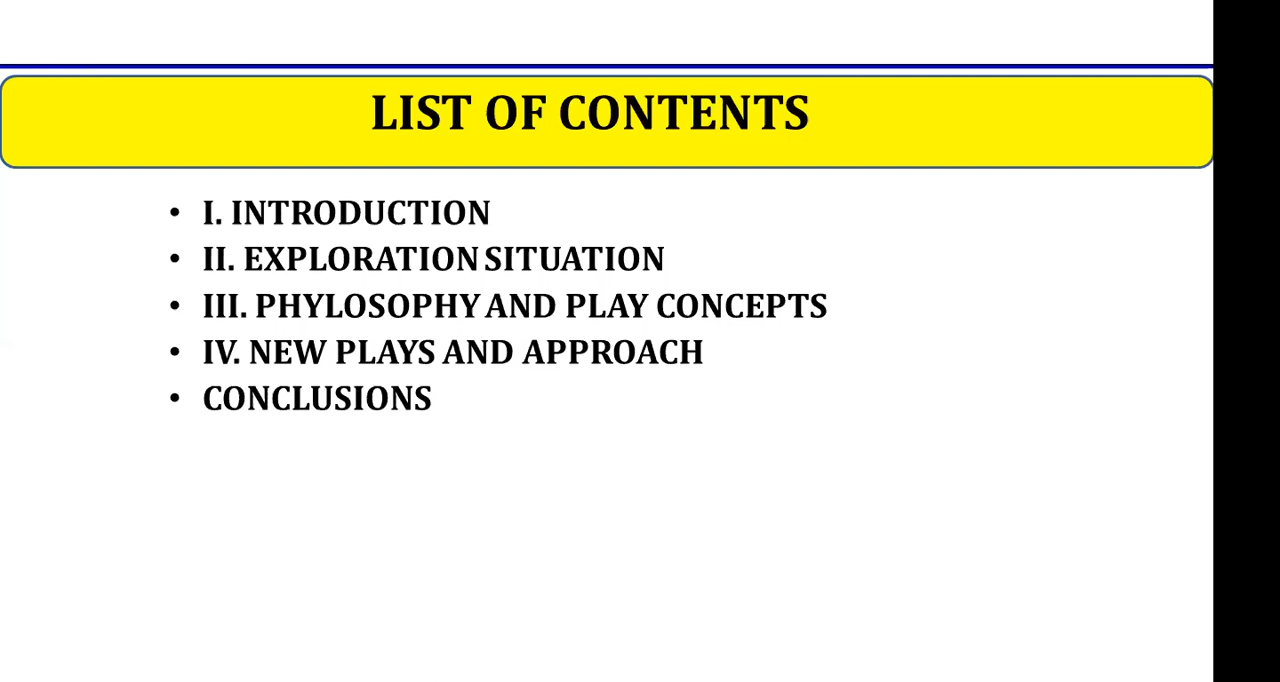 LIST OF CONTENTS
• I. INTRODUCTION
• II. EXPLORATION SITUATION
• III. PHYLOSOPHY AND PLAY CONCEPTS
• IV. NEW PLAYS AND APPROACH
• CONCLUSIONS